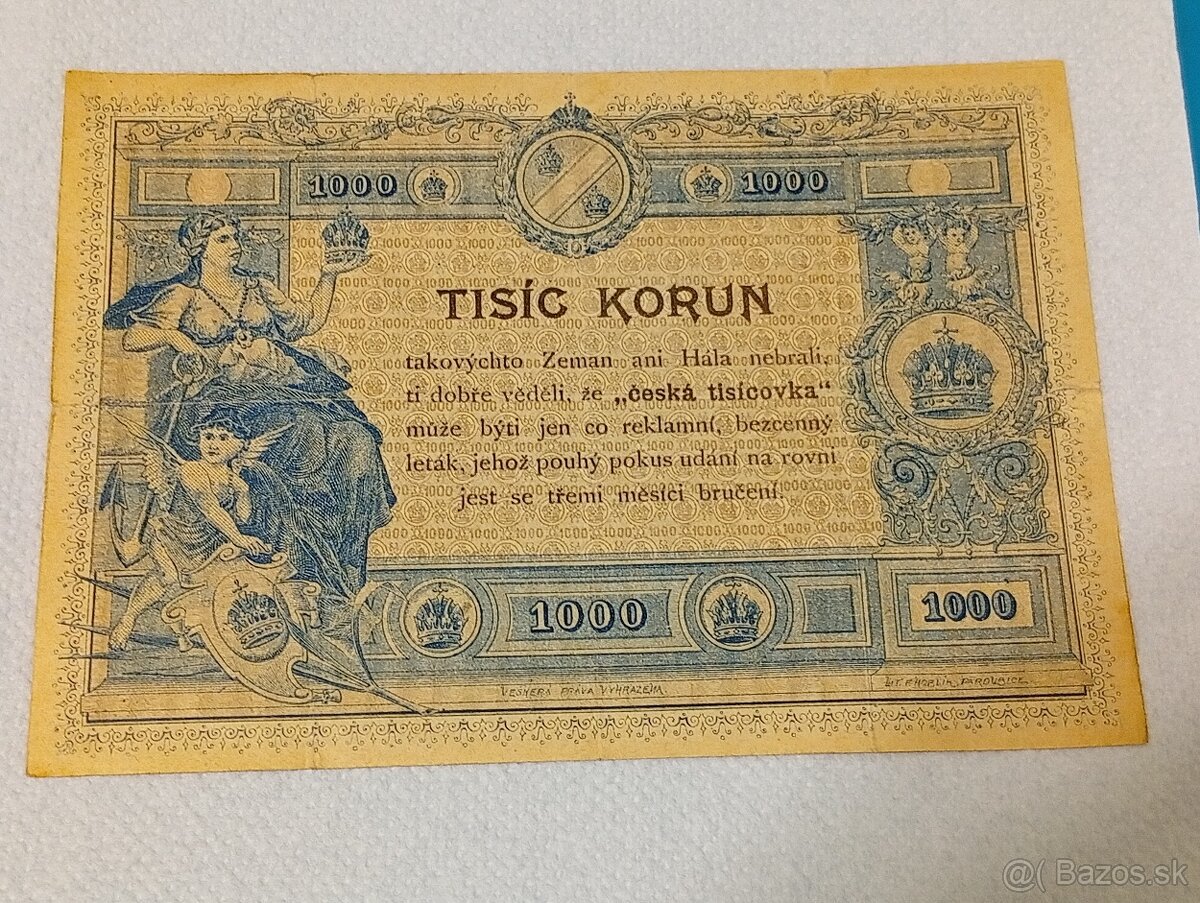 1000 1000
TISÍC KORUN
takovýchto Zeman ani Hála nebrali,
ti dobře věděli, že „česká tisícovka“
může býti jen co reklamní, bezcenný
leták, jehož pouhý pokus udání na rovni
jest se třemi měsíci bručení.
1000 1000
VEŠKERÁ PRÁVA VYHRAZENA.
@( Bazos.sk